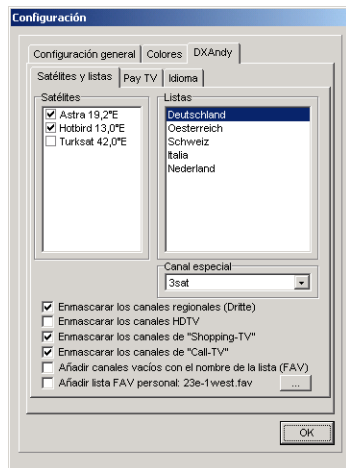 Configuración
Configuración general Colores DXAndy
Satélites y listas Pay TV Idioma
Satélites
Astra 19,2°E
Hotbird 13,0°E
Turksat 42,0°E
Listas
Deutschland
Oesterreich
Schweiz
Italia
Nederland
Canal especial
3sat
Enmascarar los canales regionales (Dritte)
Enmascarar los canales HDTV
Enmascarar los canales de "Shopping-TV"
Enmascarar los canales de "Call-TV"
Añadir canales vacíos con el nombre de la lista (FAV)
Añadir lista FAV personal: 23e-1west.fav ...
OK